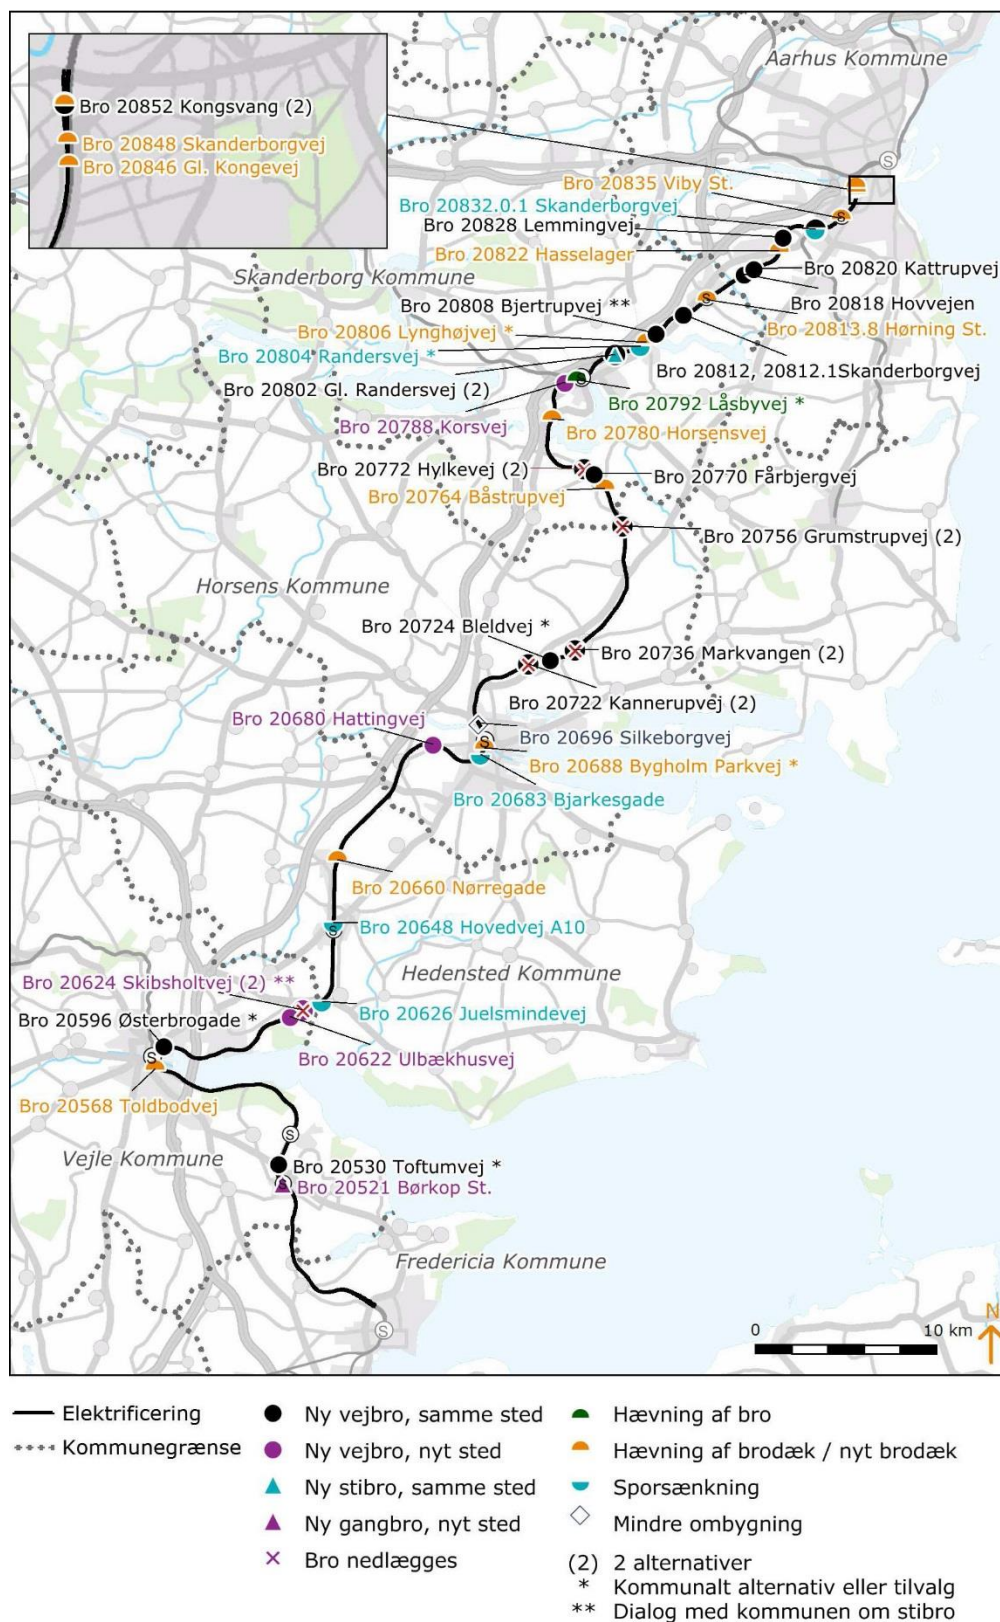 Aarhus Kommune
Bro 20852 Kongsvang (2)
Bro 20848 Skanderborgvej
Bro 20846 Gl. Kongevej
S
Bro 20835 Viby St.
Bro 20832.0.1 Skanderborgvej
S
Bro 20828 Lemmingvej
Bro 20822 Hasselager
Bro 20820 Kattrupvej
Skanderborg Kommune
Bro 20808 Bjertrupvej **
S
Bro 20818 Hovvejen
Bro 20806 Lynghøjvej *
Bro 20813.8 Hørning St.
Bro 20804 Randersvej *
Bro 20812, 20812.1Skanderborgvej
Bro 20802 Gl. Randersvej (2)
S
Bro 20792 Låsbyvej *
Bro 20788 Korsvej
Bro 20780 Horsensvej
Bro 20772 Hylkevej (2)
Bro 20770 Fårbjergvej
Bro 20764 Båstrupvej
Bro 20756 Grumstrupvej (2)
Horsens Kommune
Bro 20724 Bleldvej *
Bro 20736 Markvangen (2)
Bro 20722 Kannerupvej (2)
Bro 20680 Hattingvej
S
Bro 20696 Silkeborgvej
Bro 20688 Bygholm Parkvej *
Bro 20683 Bjarkesgade
Bro 20660 Nørregade
Bro 20648 Hovedvej A10
S
Hedensted Kommune
Bro 20624 Skibsholtvej (2) **
Bro 20626 Juelsmindevej
Bro 20596 Østerbrogade *
Bro 20622 Ulbækhusvej
S
Bro 20568 Toldbodvej
S
Vejle Kommune
Bro 20530 Toftumvej *
S
Bro 20521 Børkop St.
Fredericia Kommune
S
0 10 km
N
Elektrificering
Kommunegrænse
Ny vejbro, samme sted
Ny vejbro, nyt sted
Ny stibro, samme sted
Ny gangbro, nyt sted
Bro nedlægges
Hævning af bro
Hævning af brodæk / nyt brodæk
Sporsænkning
Mindre ombygning
(2) 2 alternativer
* Kommunalt alternativ eller tilvalg
** Dialog med kommunen om stibro